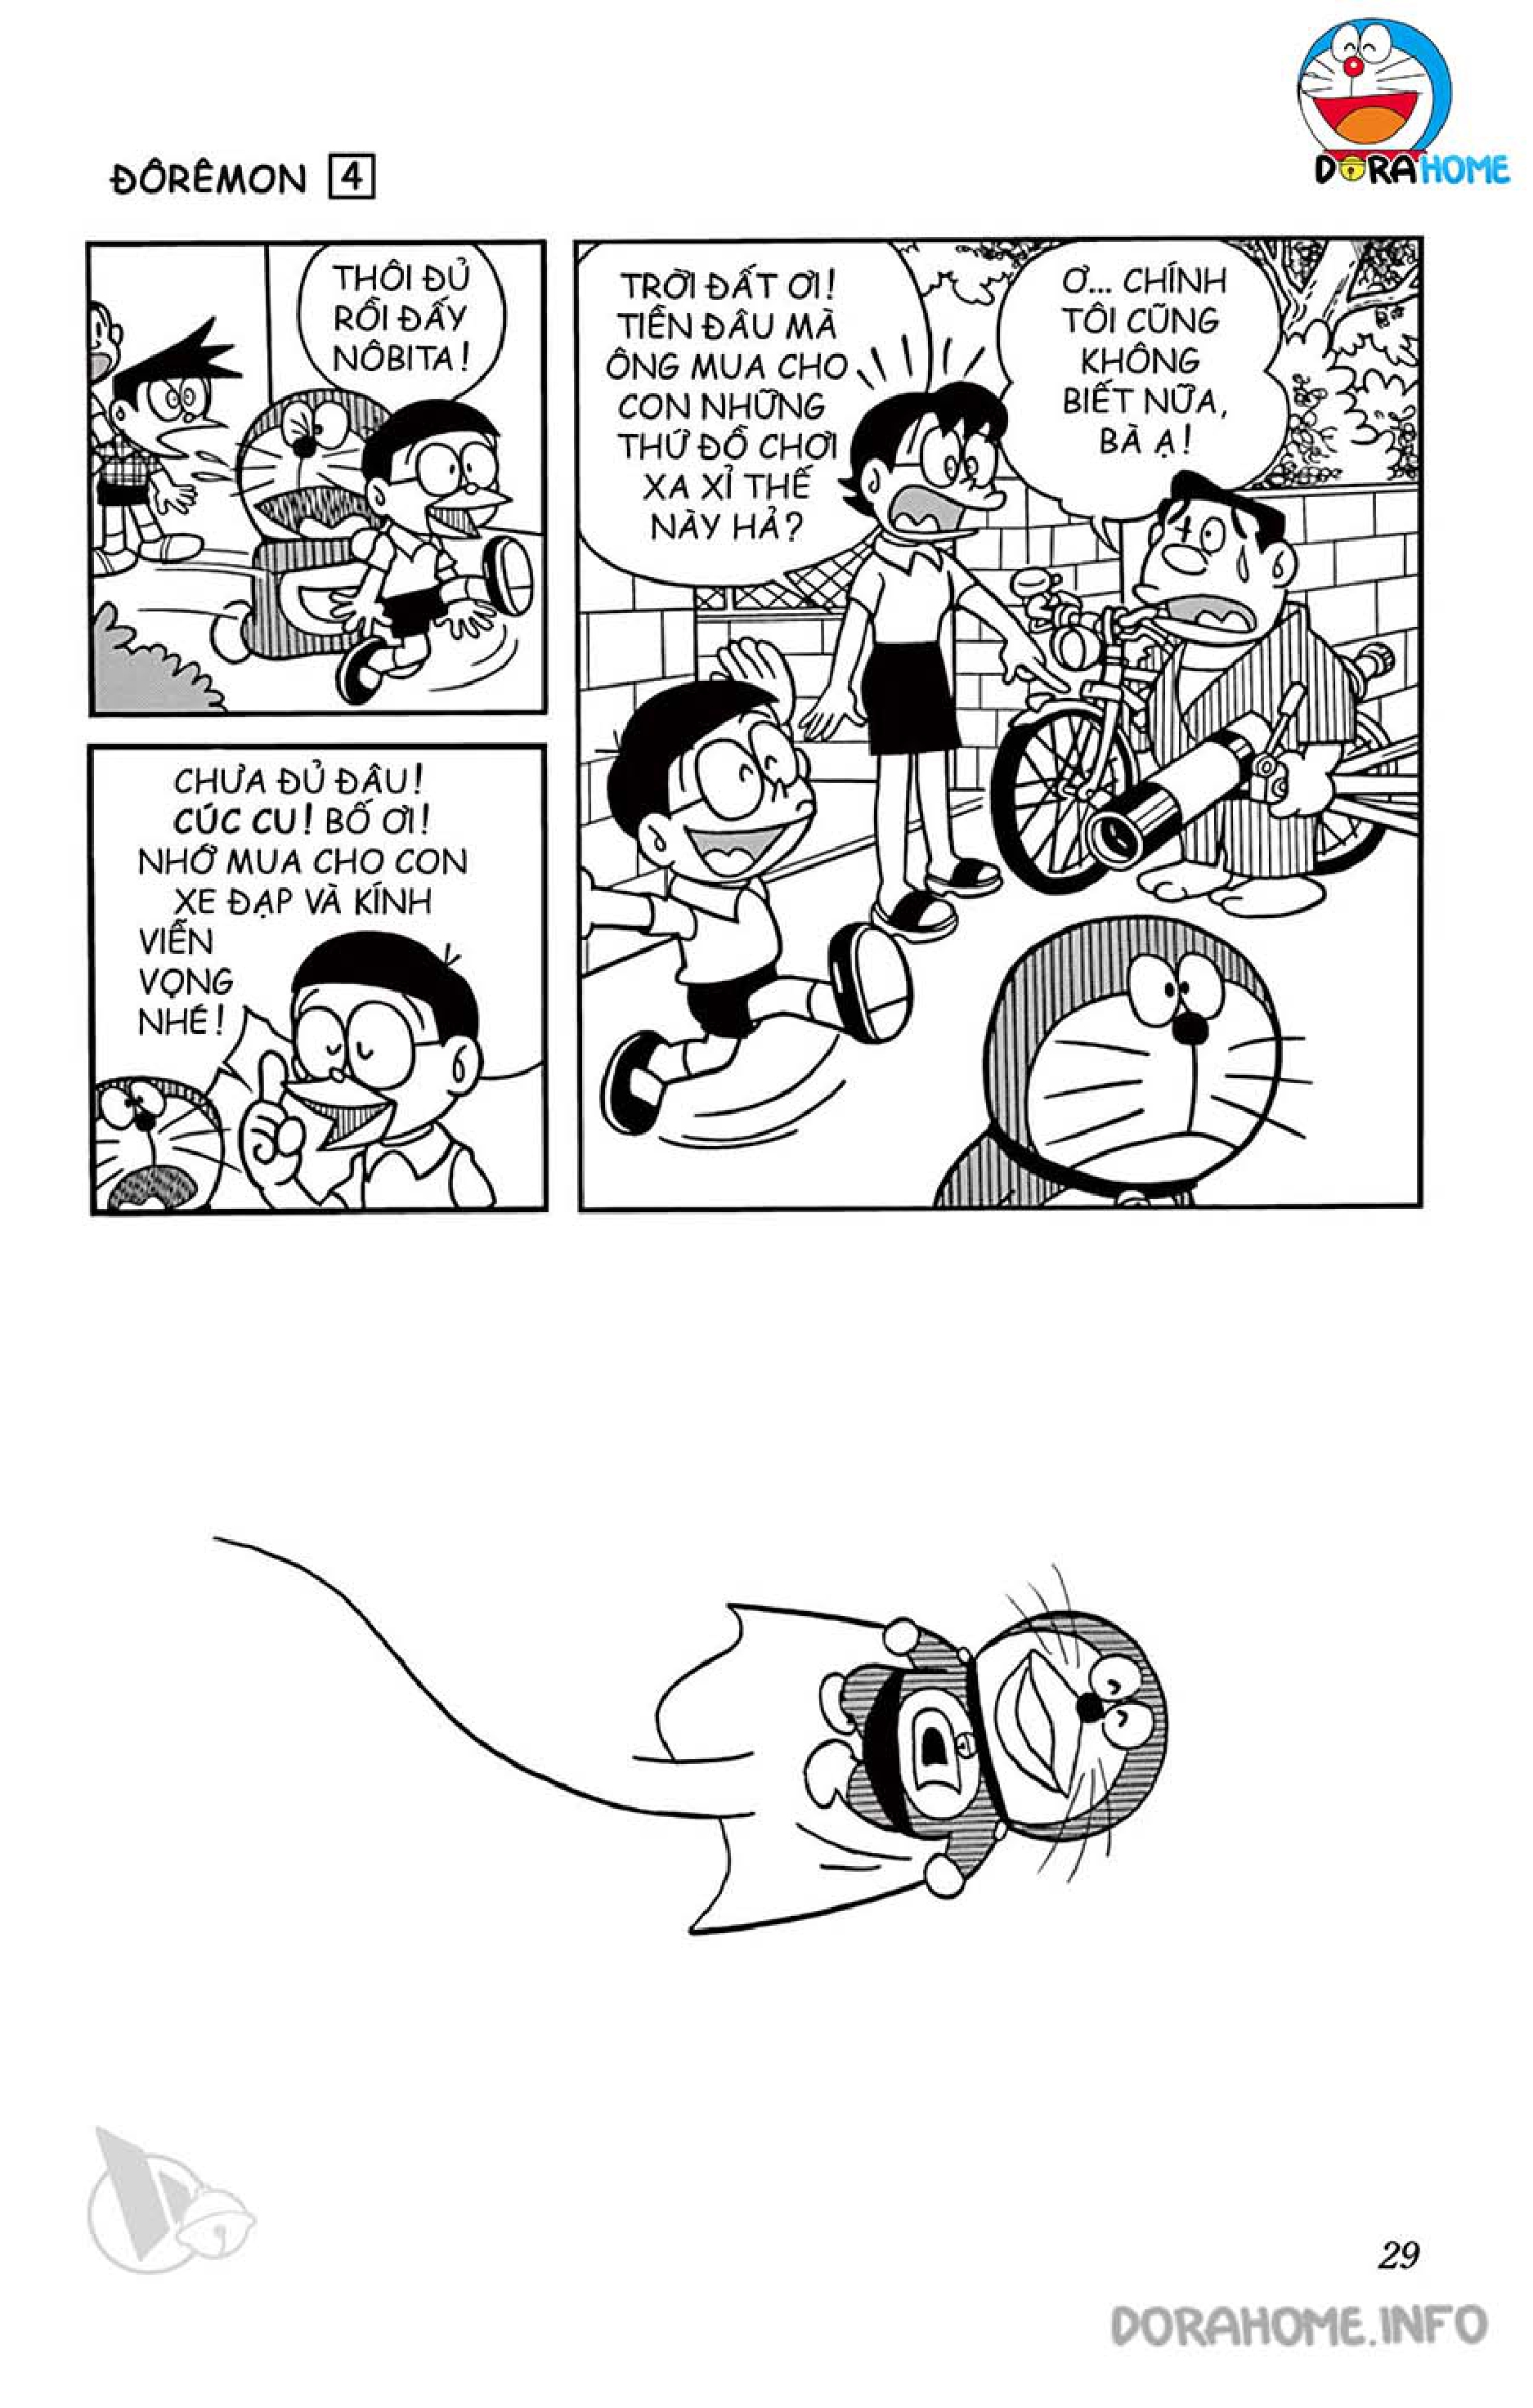 DORAHOME
ĐÔRÊMON 4
THÔI ĐỦ
RỒI ĐẤY
NÔBITA!
CHƯA ĐỦ ĐÂU!
CÚC CU! BỐ ƠI!
NHỚ MUA CHO CON
XE ĐẠP VÀ KÍNH
VIỄN
VỌNG
NHÉ!
TRỜI ĐẤT ƠI!
TIỀN ĐÂU MÀ
ÔNG MUA CHO
CON NHỮNG
THỨ ĐỒ CHƠI
XA XỈ THẾ
NÀY HẢ?
Ơ... CHÍNH
TÔI CŨNG
KHÔNG
BIẾT NỮA,
BÀ Ạ!
29
DORAHOME.INFO